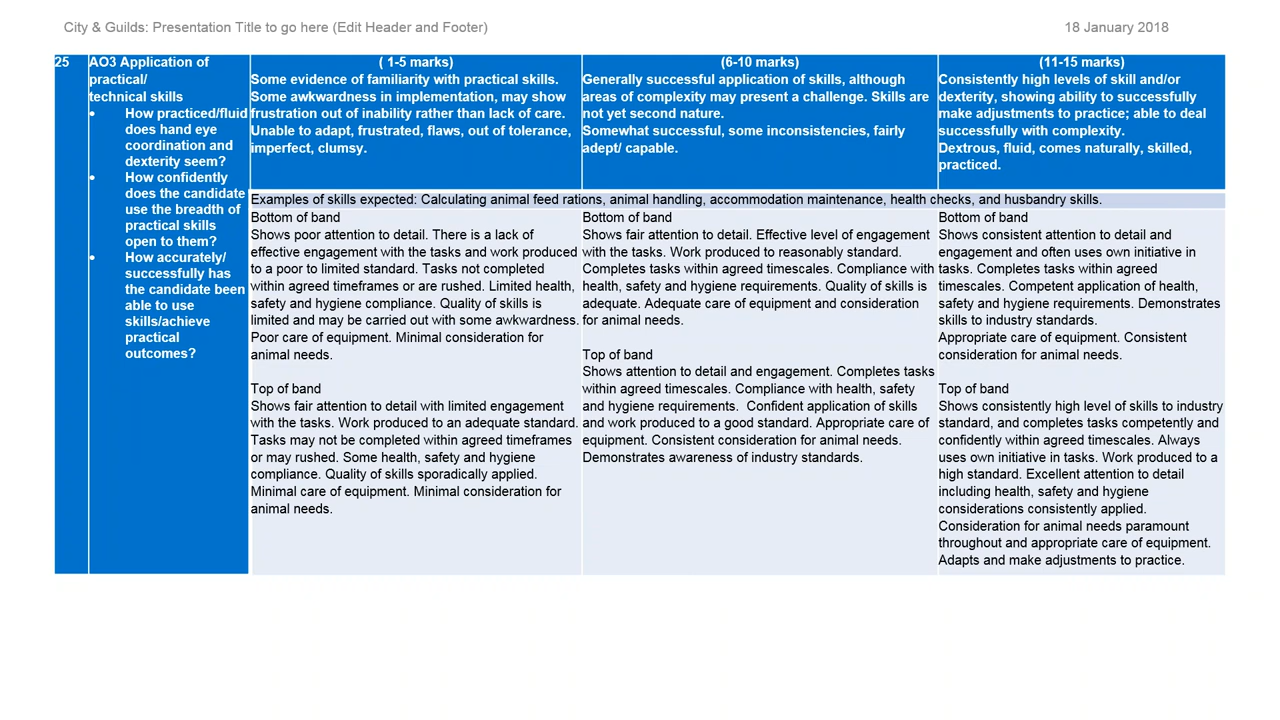 City & Guilds: Presentation Title to go here (Edit Header and Footer)
18 January 2018
25
AO3 Application of
practical/
technical skills
• How practiced/fluid
does hand eye
coordination and
dexterity seem?
• How confidently
does the candidate
use the breadth of
practical skills
open to them?
• How accurately/
successfully has
the candidate been
able to use
skills/achieve
practical
outcomes?
( 1-5 marks)
Some evidence of familiarity with practical skills.
Some awkwardness in implementation, may show
frustration out of inability rather than lack of care.
Unable to adapt, frustrated, flaws, out of tolerance,
imperfect, clumsy.
(6-10 marks)
Generally successful application of skills, although
areas of complexity may present a challenge. Skills are
not yet second nature.
Somewhat successful, some inconsistencies, fairly
adept/ capable.
(11-15 marks)
Consistently high levels of skill and/or
dexterity, showing ability to successfully
make adjustments to practice; able to deal
successfully with complexity.
Dextrous, fluid, comes naturally, skilled,
practiced.
Examples of skills expected: Calculating animal feed rations, animal handling, accommodation maintenance, health checks, and husbandry skills.
Bottom of band
Shows poor attention to detail. There is a lack of
effective engagement with the tasks and work produced
to a poor to limited standard. Tasks not completed
within agreed timeframes or are rushed. Limited health,
safety and hygiene compliance. Quality of skills is
limited and may be carried out with some awkwardness.
Poor care of equipment. Minimal consideration for
animal needs.
Top of band
Shows fair attention to detail with limited engagement
with the tasks. Work produced to an adequate standard.
Tasks may not be completed within agreed timeframes
or may rushed. Some health, safety and hygiene
compliance. Quality of skills sporadically applied.
Minimal care of equipment. Minimal consideration for
animal needs.
Bottom of band
Shows fair attention to detail. Effective level of engagement
with the tasks. Work produced to reasonably standard.
Completes tasks within agreed timescales. Compliance with
health, safety and hygiene requirements. Quality of skills is
adequate. Adequate care of equipment and consideration
for animal needs.
Top of band
Shows attention to detail and engagement. Completes tasks
within agreed timescales. Compliance with health, safety
and hygiene requirements.  Confident application of skills
and work produced to a good standard. Appropriate care of
equipment. Consistent consideration for animal needs.
Demonstrates awareness of industry standards.
Bottom of band
Shows consistent attention to detail and
engagement and often uses own initiative in
tasks. Completes tasks within agreed
timescales. Competent application of health,
safety and hygiene requirements. Demonstrates
skills to industry standards.
Appropriate care of equipment. Consistent
consideration for animal needs.
Top of band
Shows consistently high level of skills to industry
standard, and completes tasks competently and
confidently within agreed timescales. Always
uses own initiative in tasks. Work produced to a
high standard. Excellent attention to detail
including health, safety and hygiene
considerations consistently applied.
Consideration for animal needs paramount
throughout and appropriate care of equipment.
Adapts and make adjustments to practice.